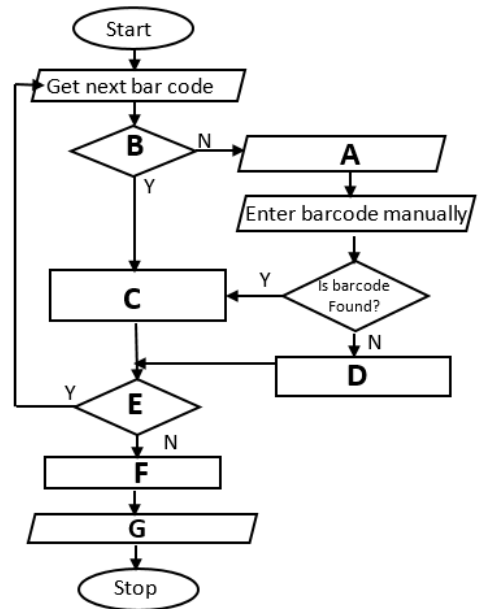 Start
Get next bar code
B
N
A
Y
Enter barcode manually
C
Y
Is barcode
Found?
N
D
Y
E
N
F
G
Stop